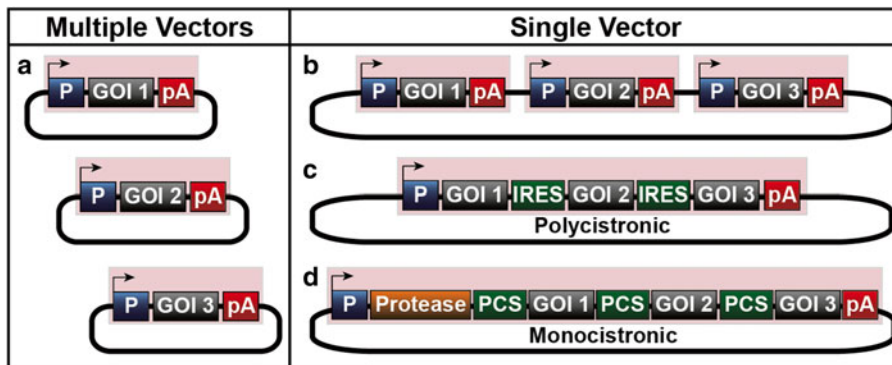 Multiple Vectors
Single Vector
a
P GOI 1 pA
P GOI 2 pA
P GOI 3 pA
b
P GOI 1 pA P GOI 2 pA P GOI 3 pA
c
P GOI 1 IRES GOI 2 IRES GOI 3 pA
Polycistronic
d
P Protease PCS GOI 1 PCS GOI 2 PCS GOI 3 pA
Monocistronic